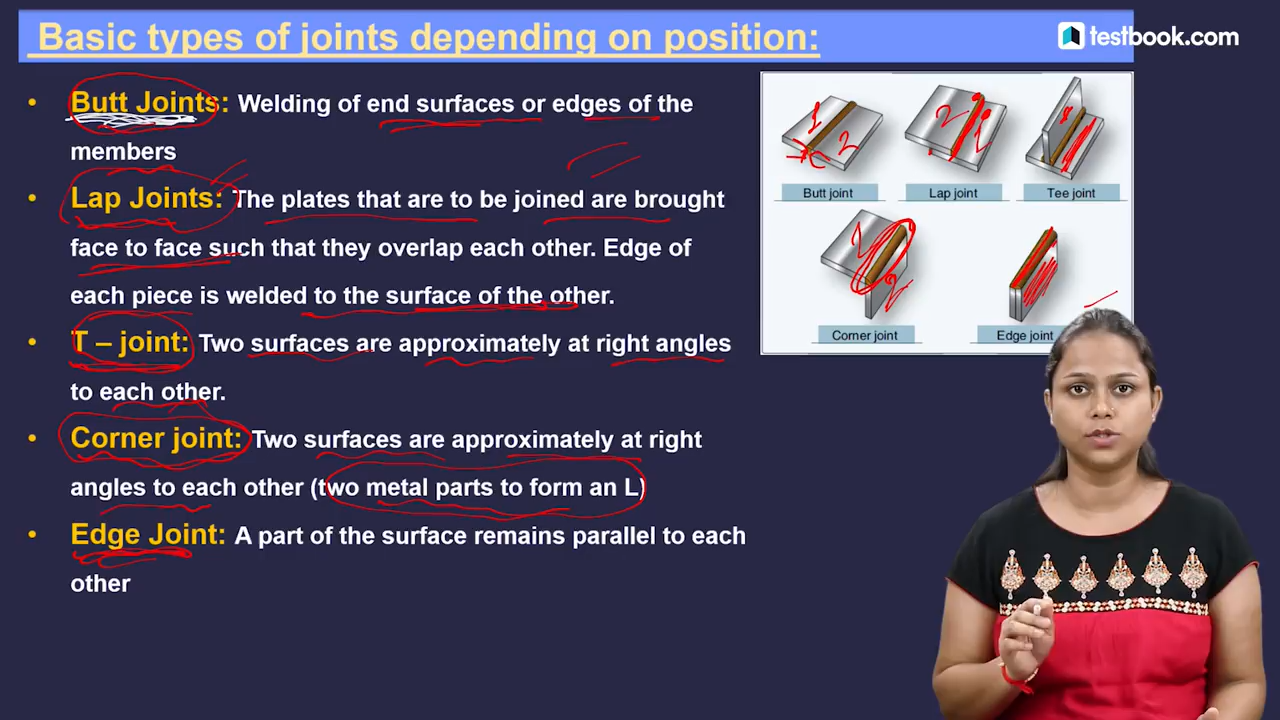 Basic types of joints depending on position:
testbook.com
• Butt Joints: Welding of end surfaces or edges of the
members
• Lap Joints: The plates that are to be joined are brought
face to face such that they overlap each other. Edge of
each piece is welded to the surface of the other.
• T – joint: Two surfaces are approximately at right angles
to each other.
• Corner joint: Two surfaces are approximately at right
angles to each other (two metal parts to form an L)
• Edge Joint: A part of the surface remains parallel to each
other
1
2
2
Butt joint
Lap joint
Tee joint
Corner joint
Edge joint